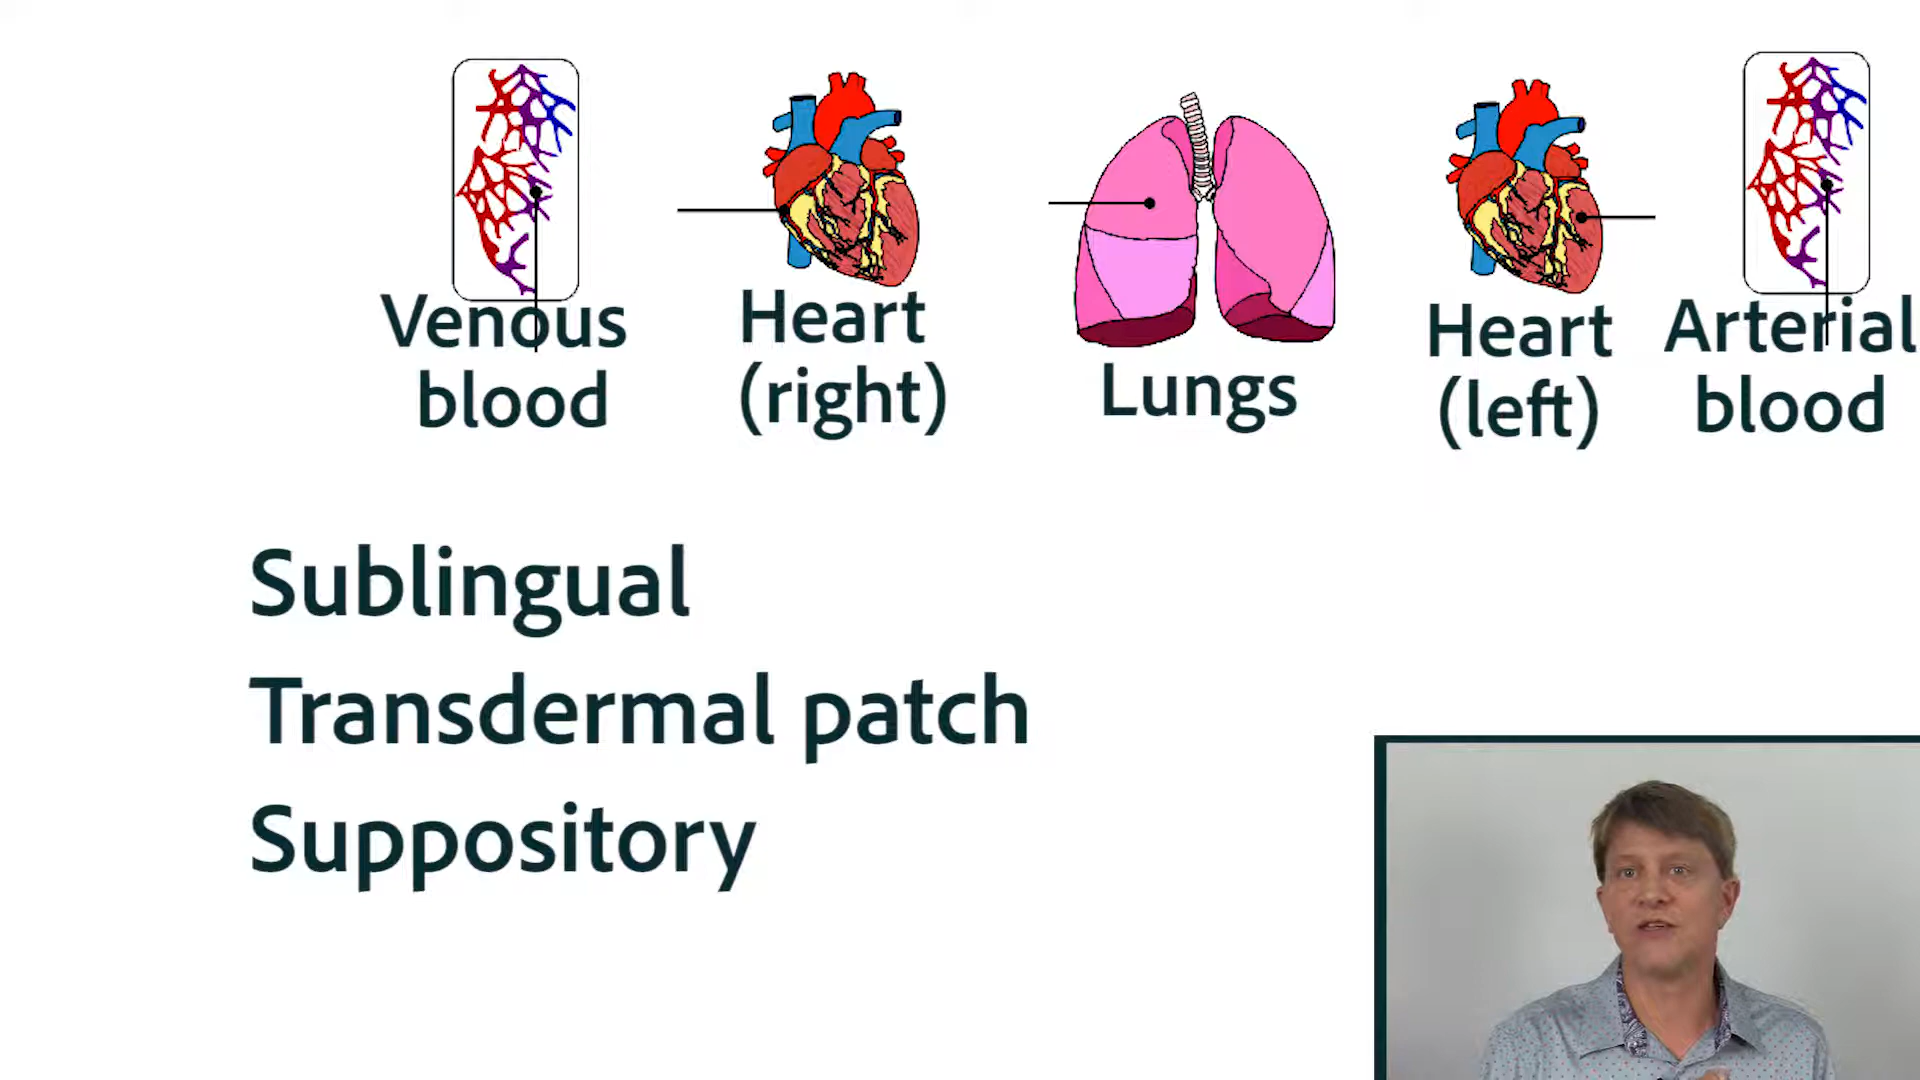 Venous
blood
Heart
(right)
Lungs
Heart
(left)
Arterial
blood
Sublingual
Transdermal patch
Suppository